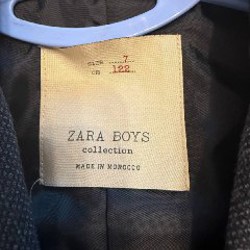 size 7
cm 122
ZARA BOYS
collection
MADE IN MOROCCO